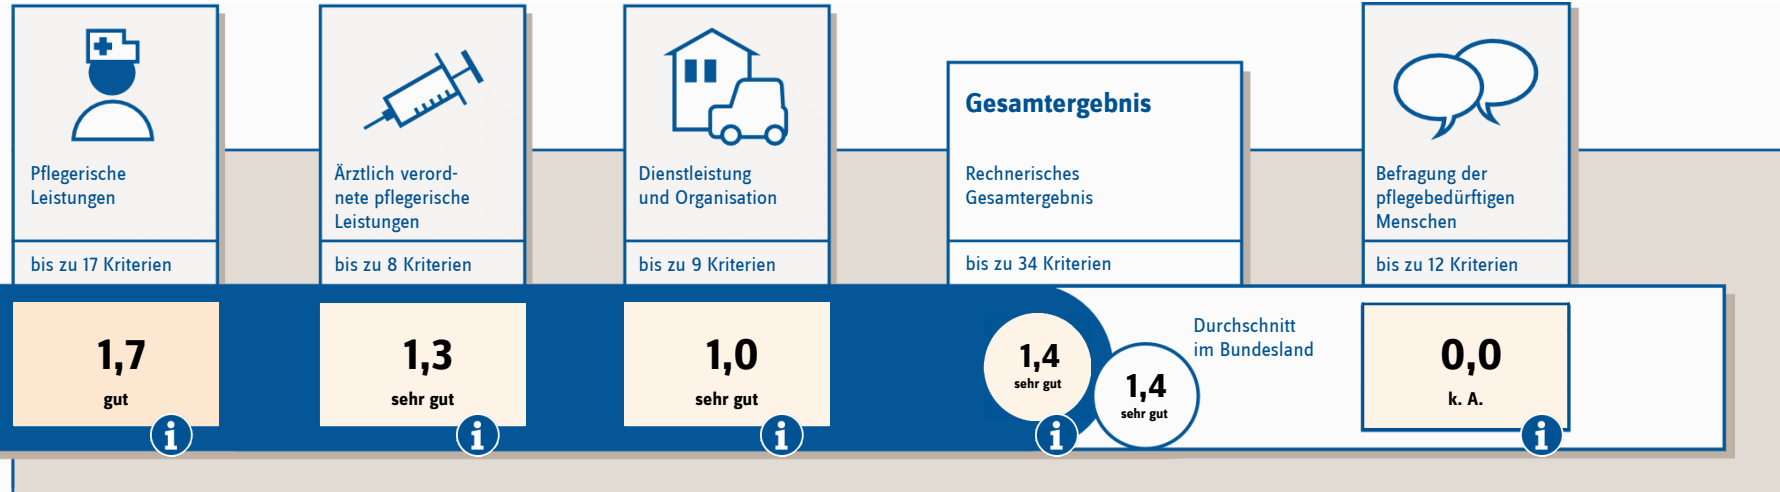 Pflegerische
Leistungen
bis zu 17 Kriterien
1,7
gut
i
Ärztlich verord-
nete pflegerische
Leistungen
bis zu 8 Kriterien
1,3
sehr gut
i
Dienstleistung
und Organisation
bis zu 9 Kriterien
1,0
sehr gut
i
Gesamtergebnis
Rechnerisches
Gesamtergebnis
bis zu 34 Kriterien
1,4
sehr gut
i
Durchschnitt
im Bundesland
1,4
sehr gut
Befragung der
pflegebedürftigen
Menschen
bis zu 12 Kriterien
0,0
k. A.
i